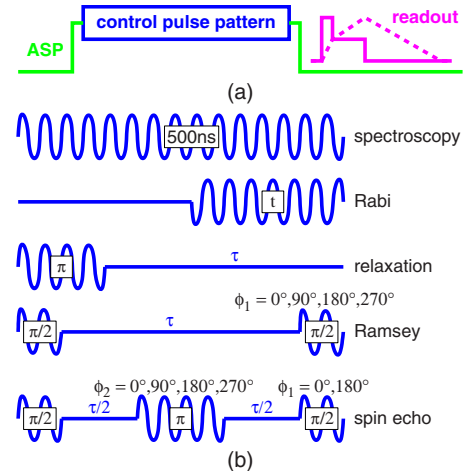 control pulse pattern
ASP
readout
(a)
500ns
spectroscopy
t
Rabi
π
τ
relaxation
ϕ₁ = 0°,90°,180°,270°
π/2
τ
π/2
Ramsey
ϕ₂ = 0°,90°,180°,270°
ϕ₁ = 0°,180°
π/2
τ/2
π
τ/2
π/2
spin echo
(b)